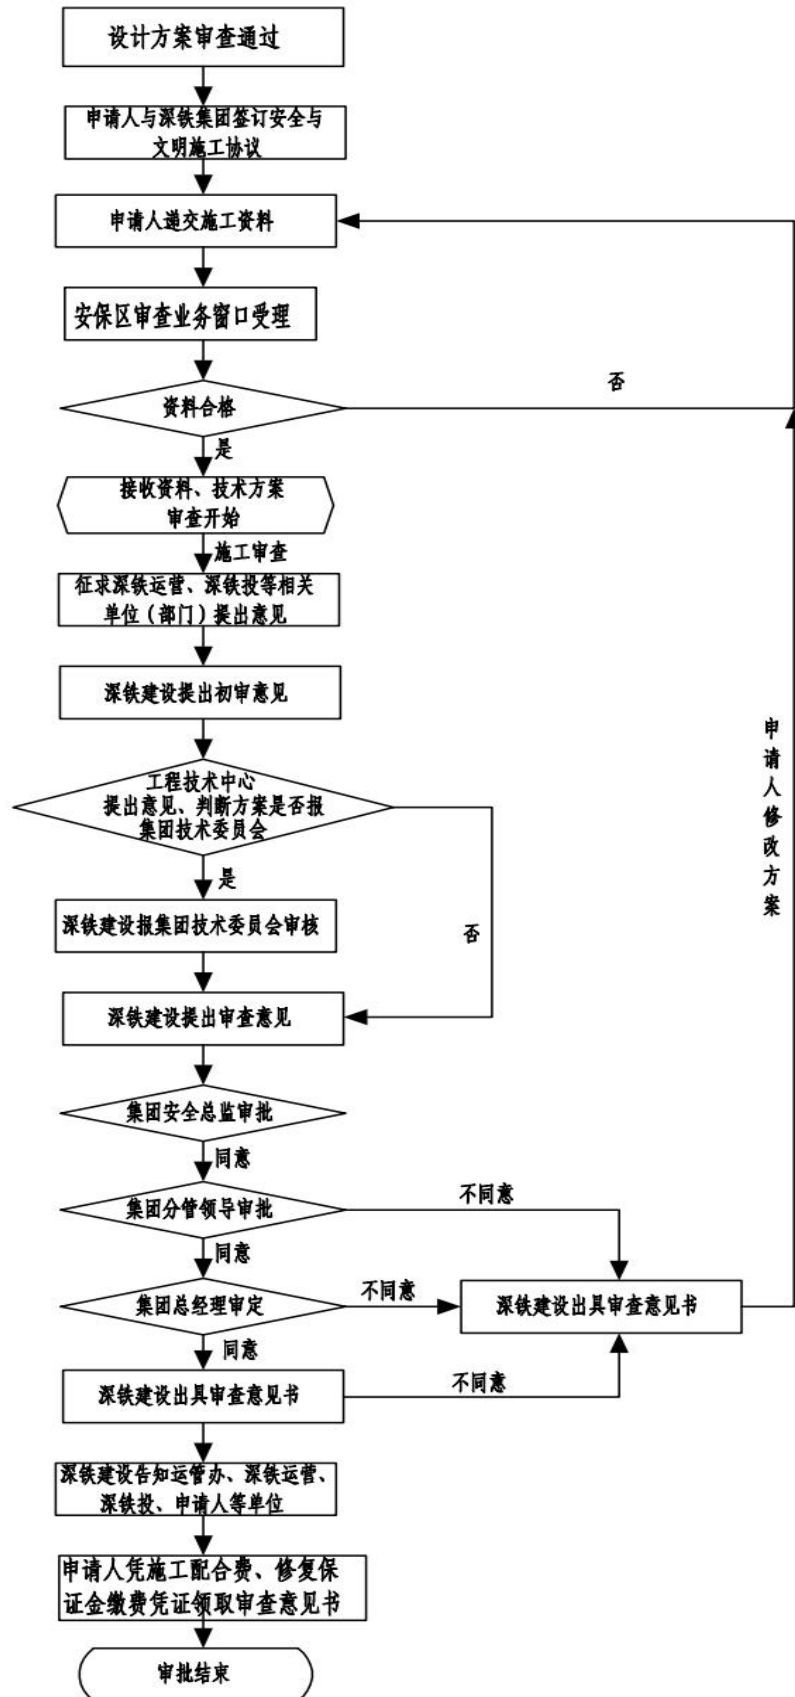 设计方案审查通过
申请人与深铁集团签订安全与
文明施工协议
申请人递交施工资料
安保区审查业务窗口受理
否
资料合格
是
接收资料、技术方案
审查开始
施工审查
征求深铁运营、深铁投等相关
单位（部门）提出意见
深铁建设提出初审意见
申请人修改方案
工程技术中心
提出意见、判断方案是否报
集团技术委员会
是
深铁建设报集团技术委员会审核
否
深铁建设提出审查意见
集团安全总监审批
同意
不同意
集团分管领导审批
同意
不同意
集团总经理审定
深铁建设出具审查意见书
同意
不同意
深铁建设出具审查意见书
深铁建设告知运管办、深铁运营、
深铁投、申请人等单位
申请人凭施工配合费、修复保
证金缴费凭证领取审查意见书
审批结束